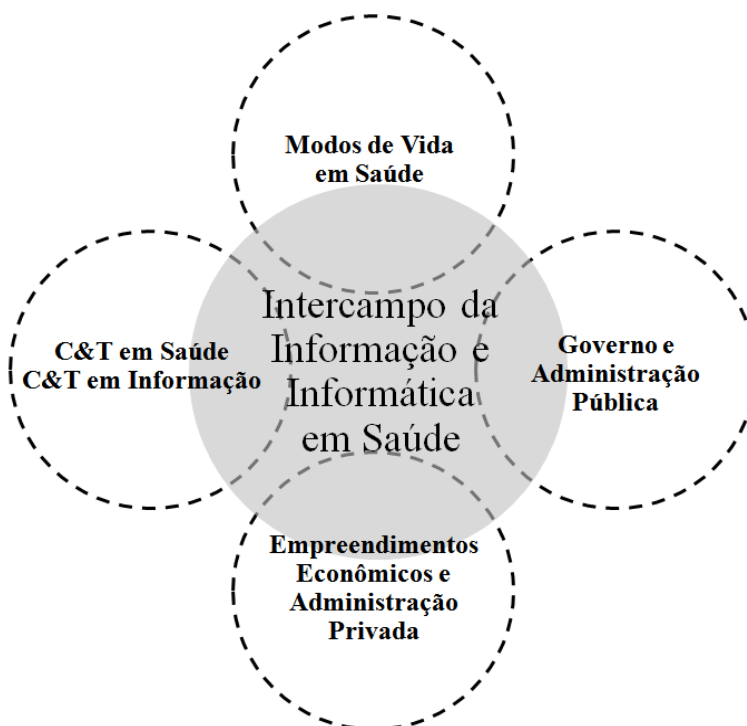 Modos de Vida
em Saúde
Intercampo da
Informação e
Informática
em Saúde
C&T em Saúde
C&T em Informação
Governo e
Administração
Pública
Empreendimentos
Econômicos e
Administração
Privada